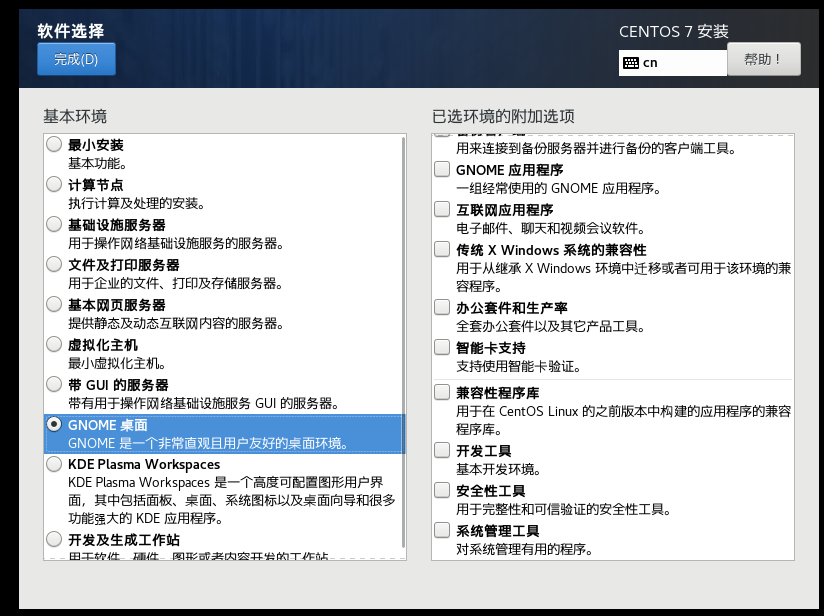 软件选择
完成(D)
CENTOS 7 安装
cn
帮助！
基本环境
最小安装
基本功能。
计算节点
执行计算及处理的安装。
基础设施服务器
用于操作网络基础设施服务的服务器。
文件及打印服务器
用于企业的文件、打印及存储服务器。
基本网页服务器
提供静态及动态互联网内容的服务器。
虚拟化主机
最小虚拟化主机。
带 GUI 的服务器
带有用于操作网络基础设施服务 GUI 的服务器。
GNOME 桌面
GNOME 是一个非常直观且用户友好的桌面环境。
KDE Plasma Workspaces
KDE Plasma Workspaces 是一个高度可配置图形用户界
面，其中包括面板、桌面、系统图标以及桌面向导和很多
功能强大的 KDE 应用程序。
开发及生成工作站
用于软件、硬件、图形或者内容开发的工作站
已选环境的附加选项
用来连接到备份服务器并进行备份的客户端工具。
GNOME 应用程序
一组经常使用的 GNOME 应用程序。
互联网应用程序
电子邮件、聊天和视频会议软件。
传统 X Windows 系统的兼容性
用于从继承 X Windows 环境中迁移或者可用于该环境的兼
容程序。
办公套件和生产率
全套办公套件以及其它产品工具。
智能卡支持
支持使用智能卡验证。
兼容性程序库
用于在 CentOS Linux 的之前版本中构建的应用程序的兼容
程序库。
开发工具
基本开发环境。
安全性工具
用于完整性和可信验证的安全性工具。
系统管理工具
对系统管理有用的程序。